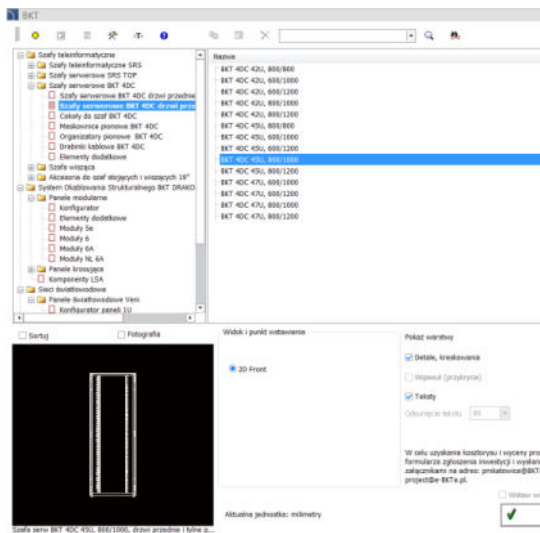 BKT
-T-
Szafy teleinformatyczne
Szafy teleinformatyczne SRS
Szafy serwerowe SRS TOP
Szafy serwerowe BKT 4DC
Szafy serwerowe BKT 4DC drzwi przednie
Szafy serwerowe BKT 4DC drzwi prze
Cokoły do szaf BKT 4DC
Maskownice pionowe BKT 4DC
Organizatory pionowe BKT 4DC
Drabinki kablowe BKT 4DC
Elementy dodatkowe
Szafa wisząca
Akcesoria do szaf stojących i wiszących 19"
System Okablowania Strukturalnego BKT DRAKO
Panele modularne
Konfigurator
Elementy dodatkowe
Moduły 5e
Moduły 6
Moduły 6A
Moduły NL 6A
Panele krosujące
Komponenty LSA
Sieci światłowodowe
Panele światłowodowe Veni
Konfigurator paneli 1U
Nazwa
BKT 4DC 42U, 800/800
BKT 4DC 42U, 600/1000
BKT 4DC 42U, 600/1200
BKT 4DC 42U, 800/1000
BKT 4DC 42U, 800/1200
BKT 4DC 45U, 800/800
BKT 4DC 45U, 600/1000
BKT 4DC 45U, 600/1200
BKT 4DC 45U, 800/1000
BKT 4DC 45U, 800/1200
BKT 4DC 47U, 600/1000
BKT 4DC 47U, 600/1200
BKT 4DC 47U, 800/1000
BKT 4DC 47U, 800/1200
Sortuj
Fotografia
Widok i punkt wstawienia
2D Front
Aktualna jednostka: milimetry
Pokaż warstwy
Detale, kreskowania
Wipeout (przykrycie)
Teksty
Odsunięcie tekstu
W celu uzyskania kosztorysu i wyceny pro
formularza zgłoszenia inwestycji i wysłan
załącznikami na adres: pmkatowice@BKT
projekt@e-BKTe.pl.
Wstaw wi
Szafa serw BKT 4DC 45U, 800/1000, drzwi przednie i tylne p...